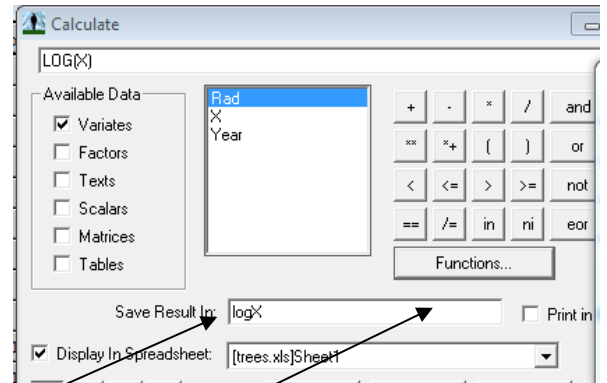 Calculate
LOG(X)
Available Data
Variates
Factors
Texts
Scalars
Matrices
Tables
Rad
X
Year
+ - * / and
** *+ ( ) or
< <= > >= not
== /= in ni eor
Functions...
Save Result In: logX Print in
Display In Spreadsheet: [trees.xls]Sheet1